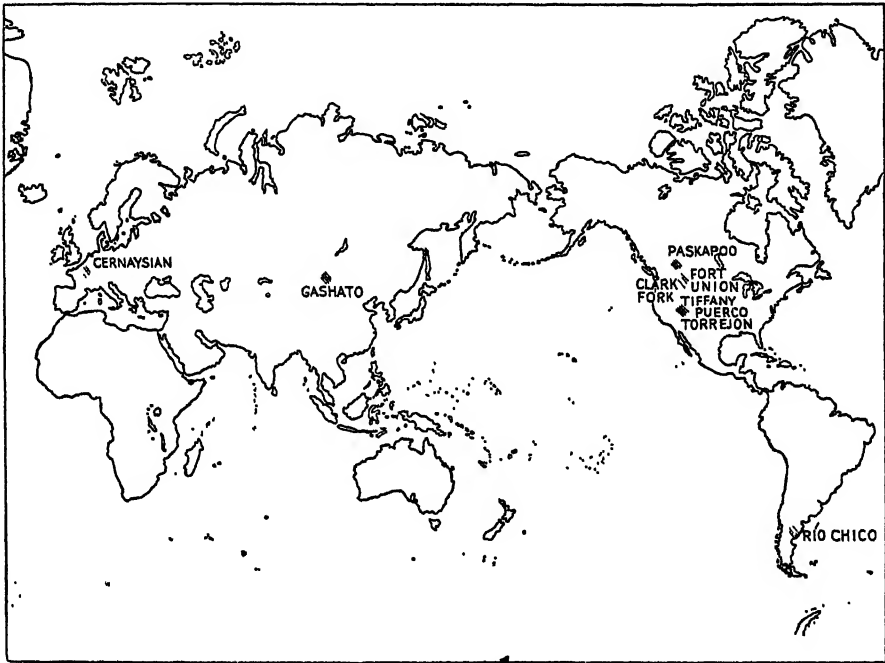 CERNAYSIAN
GASHATO
PASKAPOO
FORT
UNION
CLARK
FORK
TIFFANY
PUERCO
TORREJON
RIO CHICO